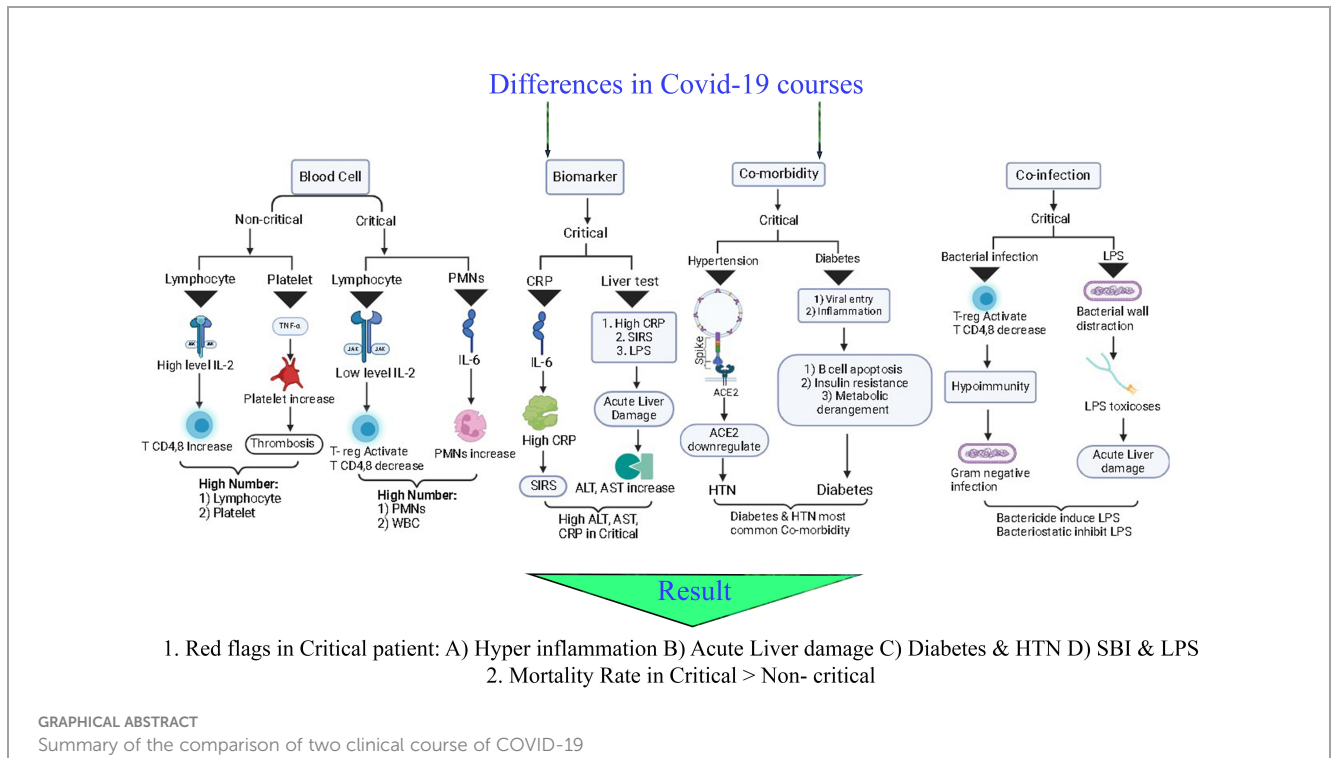 Differences in Covid-19 courses
Blood Cell
Non-critical
Critical
Lymphocyte
Platelet
Lymphocyte
PMNs
TNF-α
JAK
JAK
IL-6
High level IL-2
Low level IL-2
Platelet increase
T CD4,8 Increase
Thrombosis
T- reg Activate
T CD4,8 decrease
PMNs increase
High Number:
1) Lymphocyte
2) Platelet
High Number:
1) PMNs
2) WBC
Biomarker
Critical
CRP
Liver test
1. High CRP
2. SIRS
3. LPS
IL-6
Acute Liver
Damage
High CRP
SIRS
ALT, AST increase
High ALT, AST,
CRP in Critical
Co-morbidity
Critical
Hypertension
Diabetes
1) Viral entry
2) Inflammation
Spike
ACE2
1) B cell apoptosis
2) Insulin resistance
3) Metabolic
derangement
ACE2
downregulate
HTN
Diabetes
Diabetes & HTN most
common Co-morbidity
Co-infection
Critical
Bacterial infection
LPS
T-reg Activate
T CD4,8 decrease
Bacterial wall
distraction
Hypoimmunity
LPS toxicoses
Gram negative
infection
Acute Liver
damage
Bactericide induce LPS
Bacteriostatic inhibit LPS
Result
1. Red flags in Critical patient: A) Hyper inflammation B) Acute Liver damage C) Diabetes & HTN D) SBI & LPS
2. Mortality Rate in Critical > Non- critical
GRAPHICAL ABSTRACT
Summary of the comparison of two clinical course of COVID-19